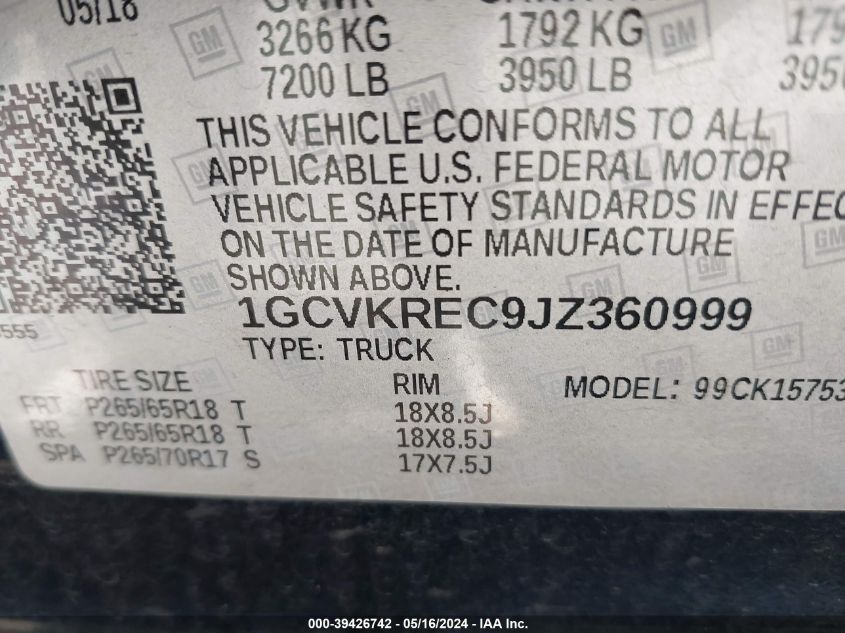 05/18
3266 KG 1792 KG
7200 LB 3950 LB
THIS VEHICLE CONFORMS TO ALL
APPLICABLE U.S. FEDERAL MOTOR
VEHICLE SAFETY STANDARDS IN EFFEC
ON THE DATE OF MANUFACTURE
SHOWN ABOVE.
1GCVKREC9JZ360999
TYPE: TRUCK
TIRE SIZE RIM MODEL: 99CK15753
FRT P265/65R18 T 18X8.5J
RR P265/65R18 T 18X8.5J
SPA P265/70R17 S 17X7.5J
GM
000-39426742 - 05/16/2024 - IAA Inc.